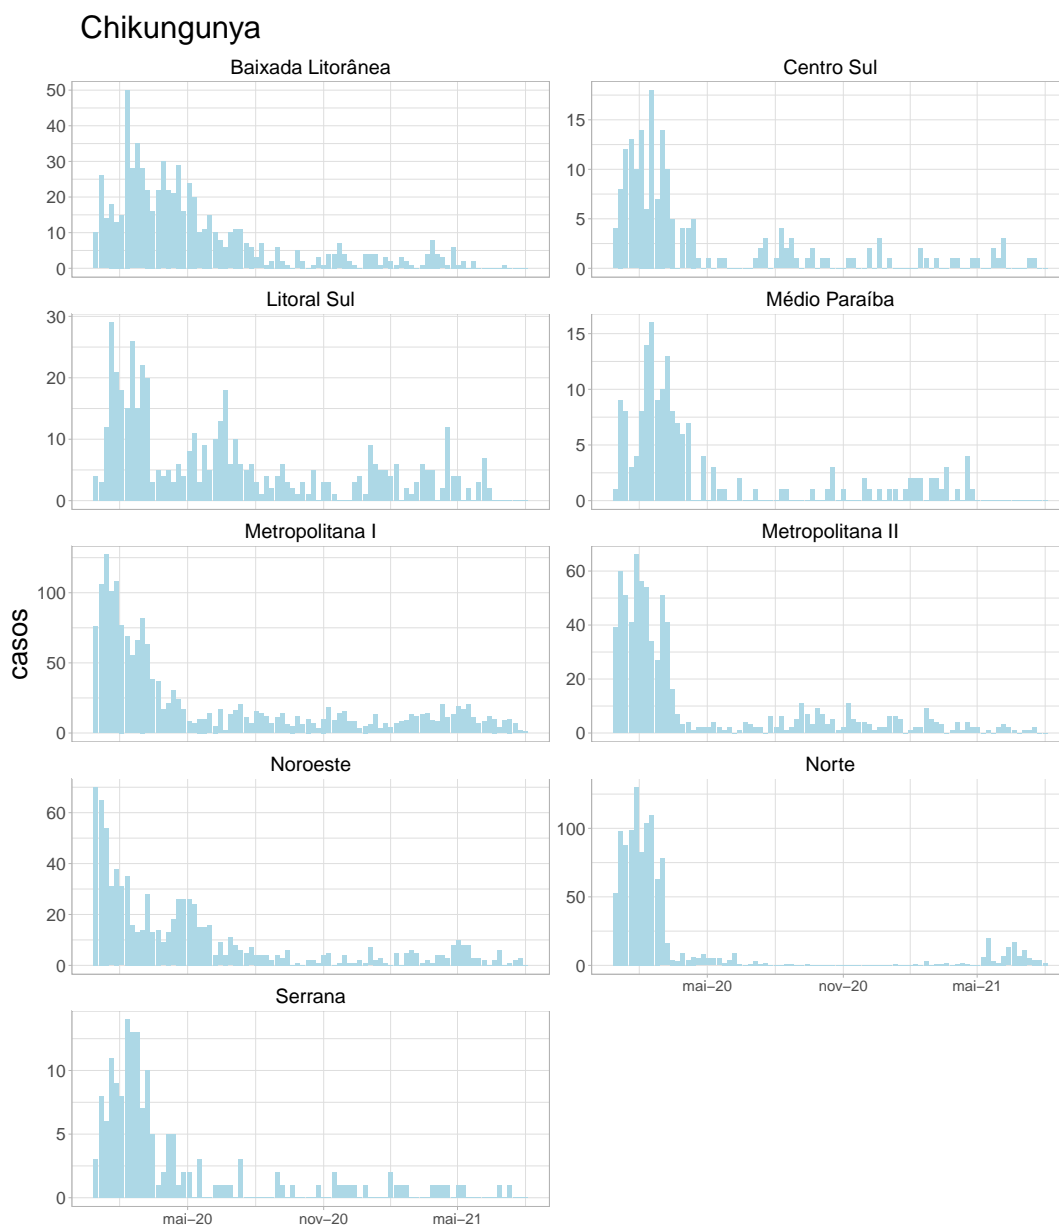 Chikungunya
Baixada Litorânea
Centro Sul
50
40
30
20
10
0
15
10
5
0
Litoral Sul
Médio Paraíba
30
20
10
0
15
10
5
0
Metropolitana I
Metropolitana II
100
50
0
60
40
20
0
casos
Noroeste
Norte
60
40
20
0
100
50
0
mai−20 nov−20 mai−21
Serrana
10
5
0
mai−20 nov−20 mai−21